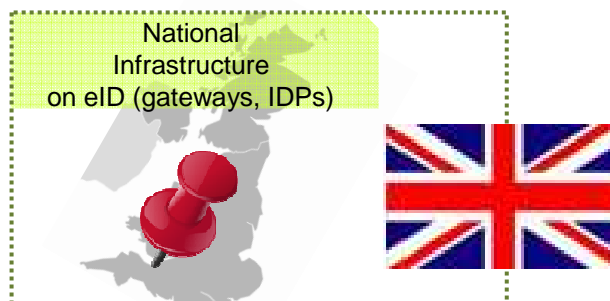 National
Infrastructure
on eID (gateways, IDPs)